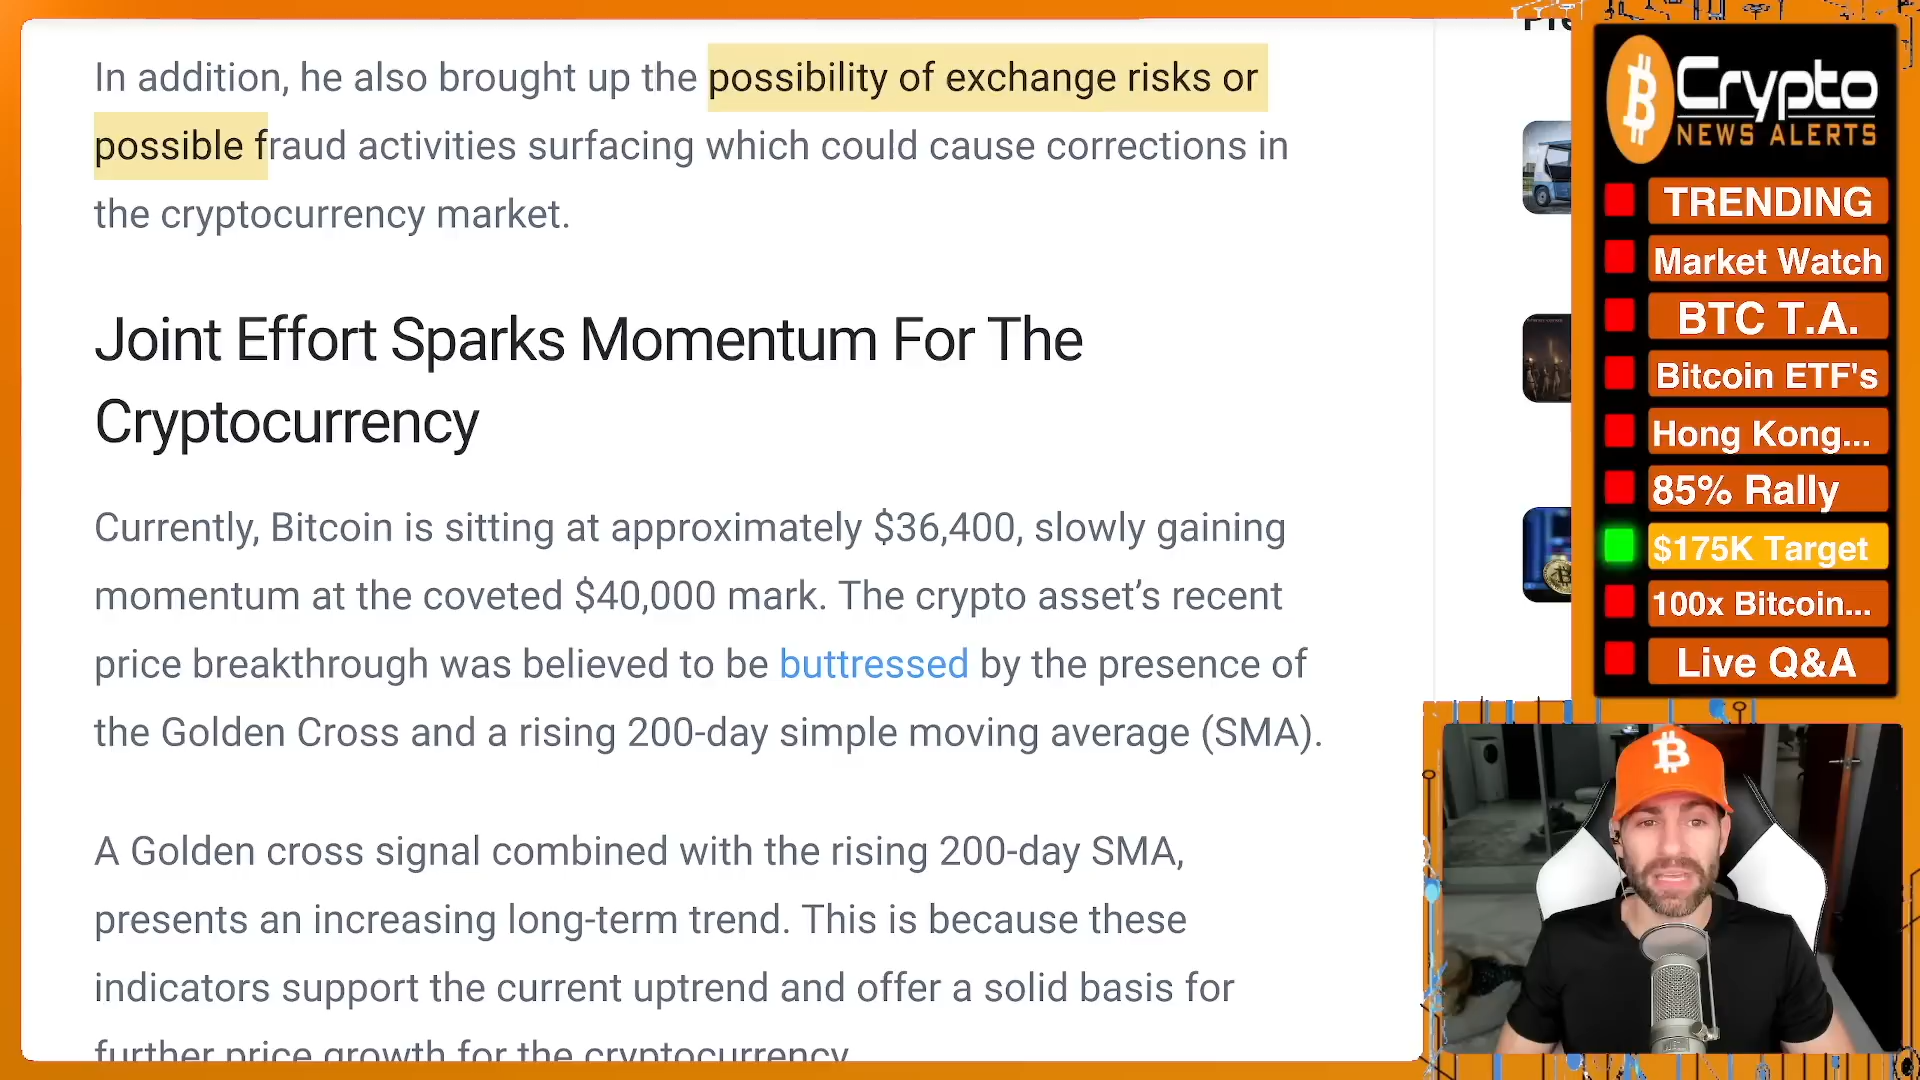 In addition, he also brought up the possibility of exchange risks or
possible fraud activities surfacing which could cause corrections in
the cryptocurrency market.
Joint Effort Sparks Momentum For The
Cryptocurrency
Currently, Bitcoin is sitting at approximately $36,400, slowly gaining
momentum at the coveted $40,000 mark. The crypto asset’s recent
price breakthrough was believed to be buttressed by the presence of
the Golden Cross and a rising 200-day simple moving average (SMA).
A Golden cross signal combined with the rising 200-day SMA,
presents an increasing long-term trend. This is because these
indicators support the current uptrend and offer a solid basis for
further price growth for the cryptocurrency
Crypto
NEWS ALERTS
TRENDING
Market Watch
BTC T.A.
Bitcoin ETF's
Hong Kong...
85% Rally
$175K Target
100x Bitcoin...
Live Q&A